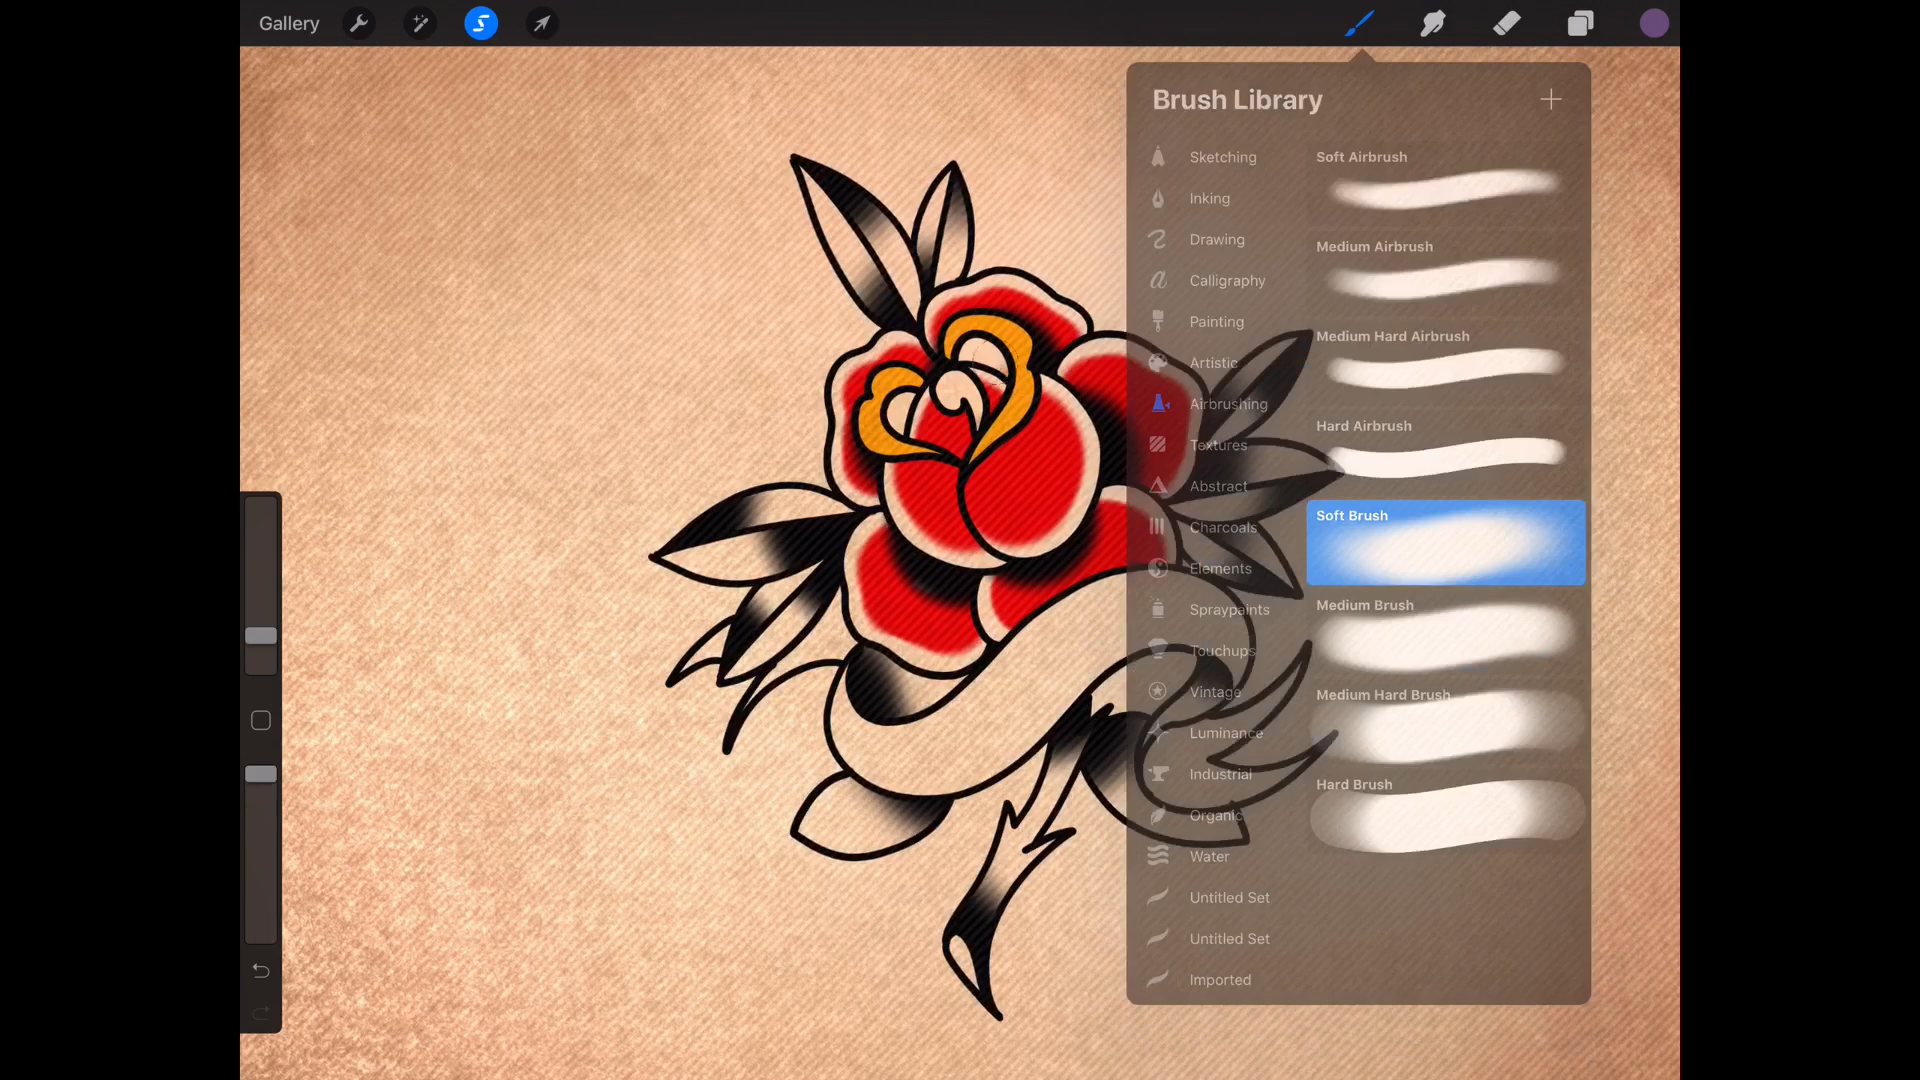 Gallery
Brush Library
Sketching
Inking
Drawing
Calligraphy
Painting
Artistic
Airbrushing
Textures
Abstract
Charcoals
Elements
Spraypaints
Touchups
Vintage
Luminance
Industrial
Organic
Water
Untitled Set
Untitled Set
Imported
Soft Airbrush
Medium Airbrush
Medium Hard Airbrush
Hard Airbrush
Soft Brush
Medium Brush
Medium Hard Brush
Hard Brush